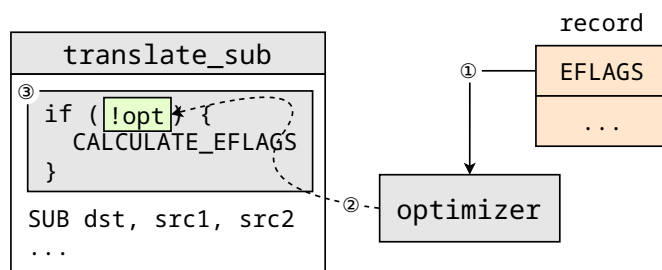 translate_sub
③
if (!opt) {
CALCULATE_EFLAGS
}
SUB dst, src1, src2
...
record
①
EFLAGS
...
②
optimizer